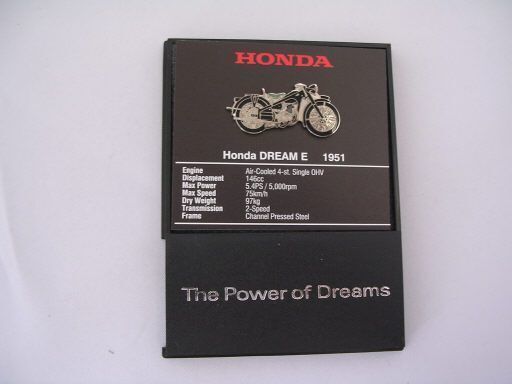 HONDA
Honda DREAM E 1951
Engine Air-Cooled 4-st. Single OHV
Displacement 146cc
Max Power 5.4PS / 5,000rpm
Max Speed 75km/h
Dry Weight 97kg
Transmission 2-Speed
Frame Channel Pressed Steel
The Power of Dreams